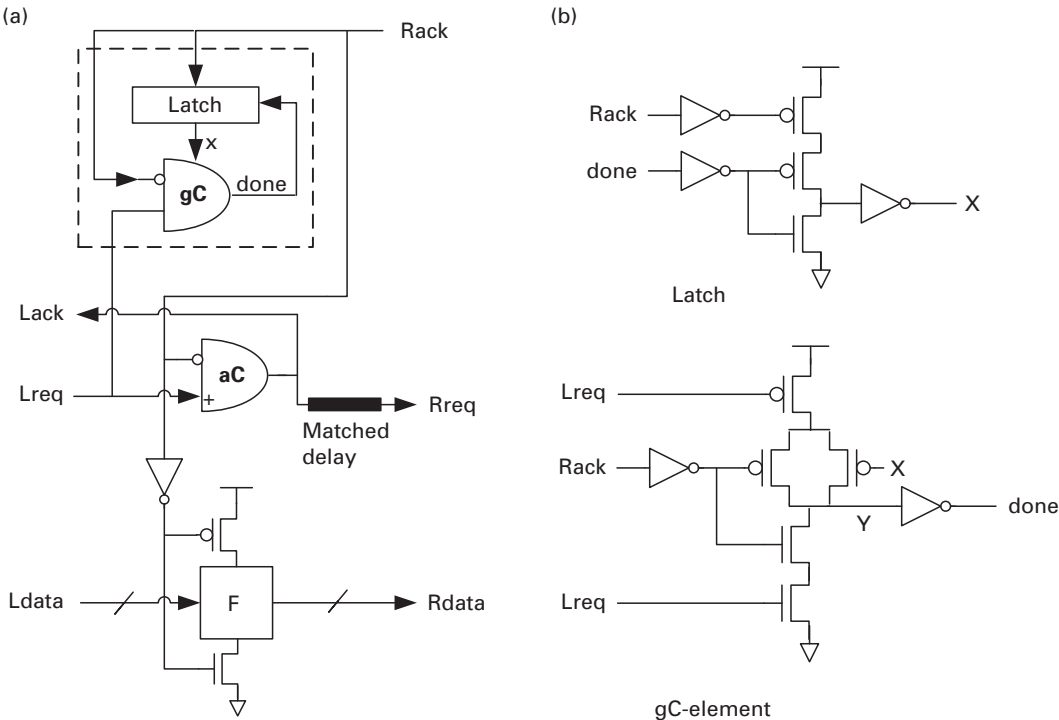 (a)
Rack
Latch
x
done
gC
Lack
aC
Lreq
+
Rreq
Matched
delay
Ldata
F
Rdata
(b)
Rack
done
X
Latch
Lreq
Rack
X
Y
done
Lreq
gC-element